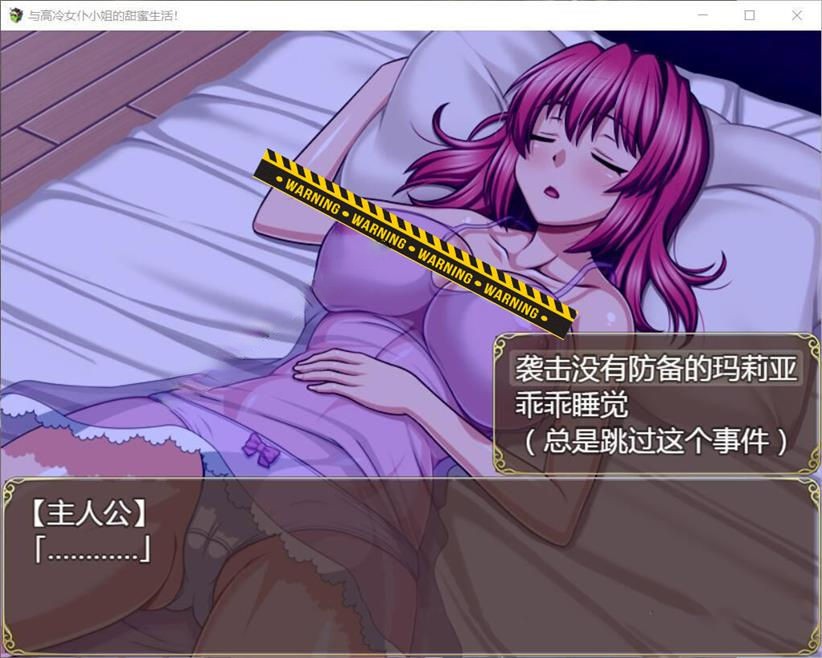 与高冷女仆小姐的甜蜜生活!
• WARNING • WARNING • WARNING • WARNING •
袭击没有防备的玛莉亚
乖乖睡觉
（总是跳过这个事件）
【主人公】
「…………」